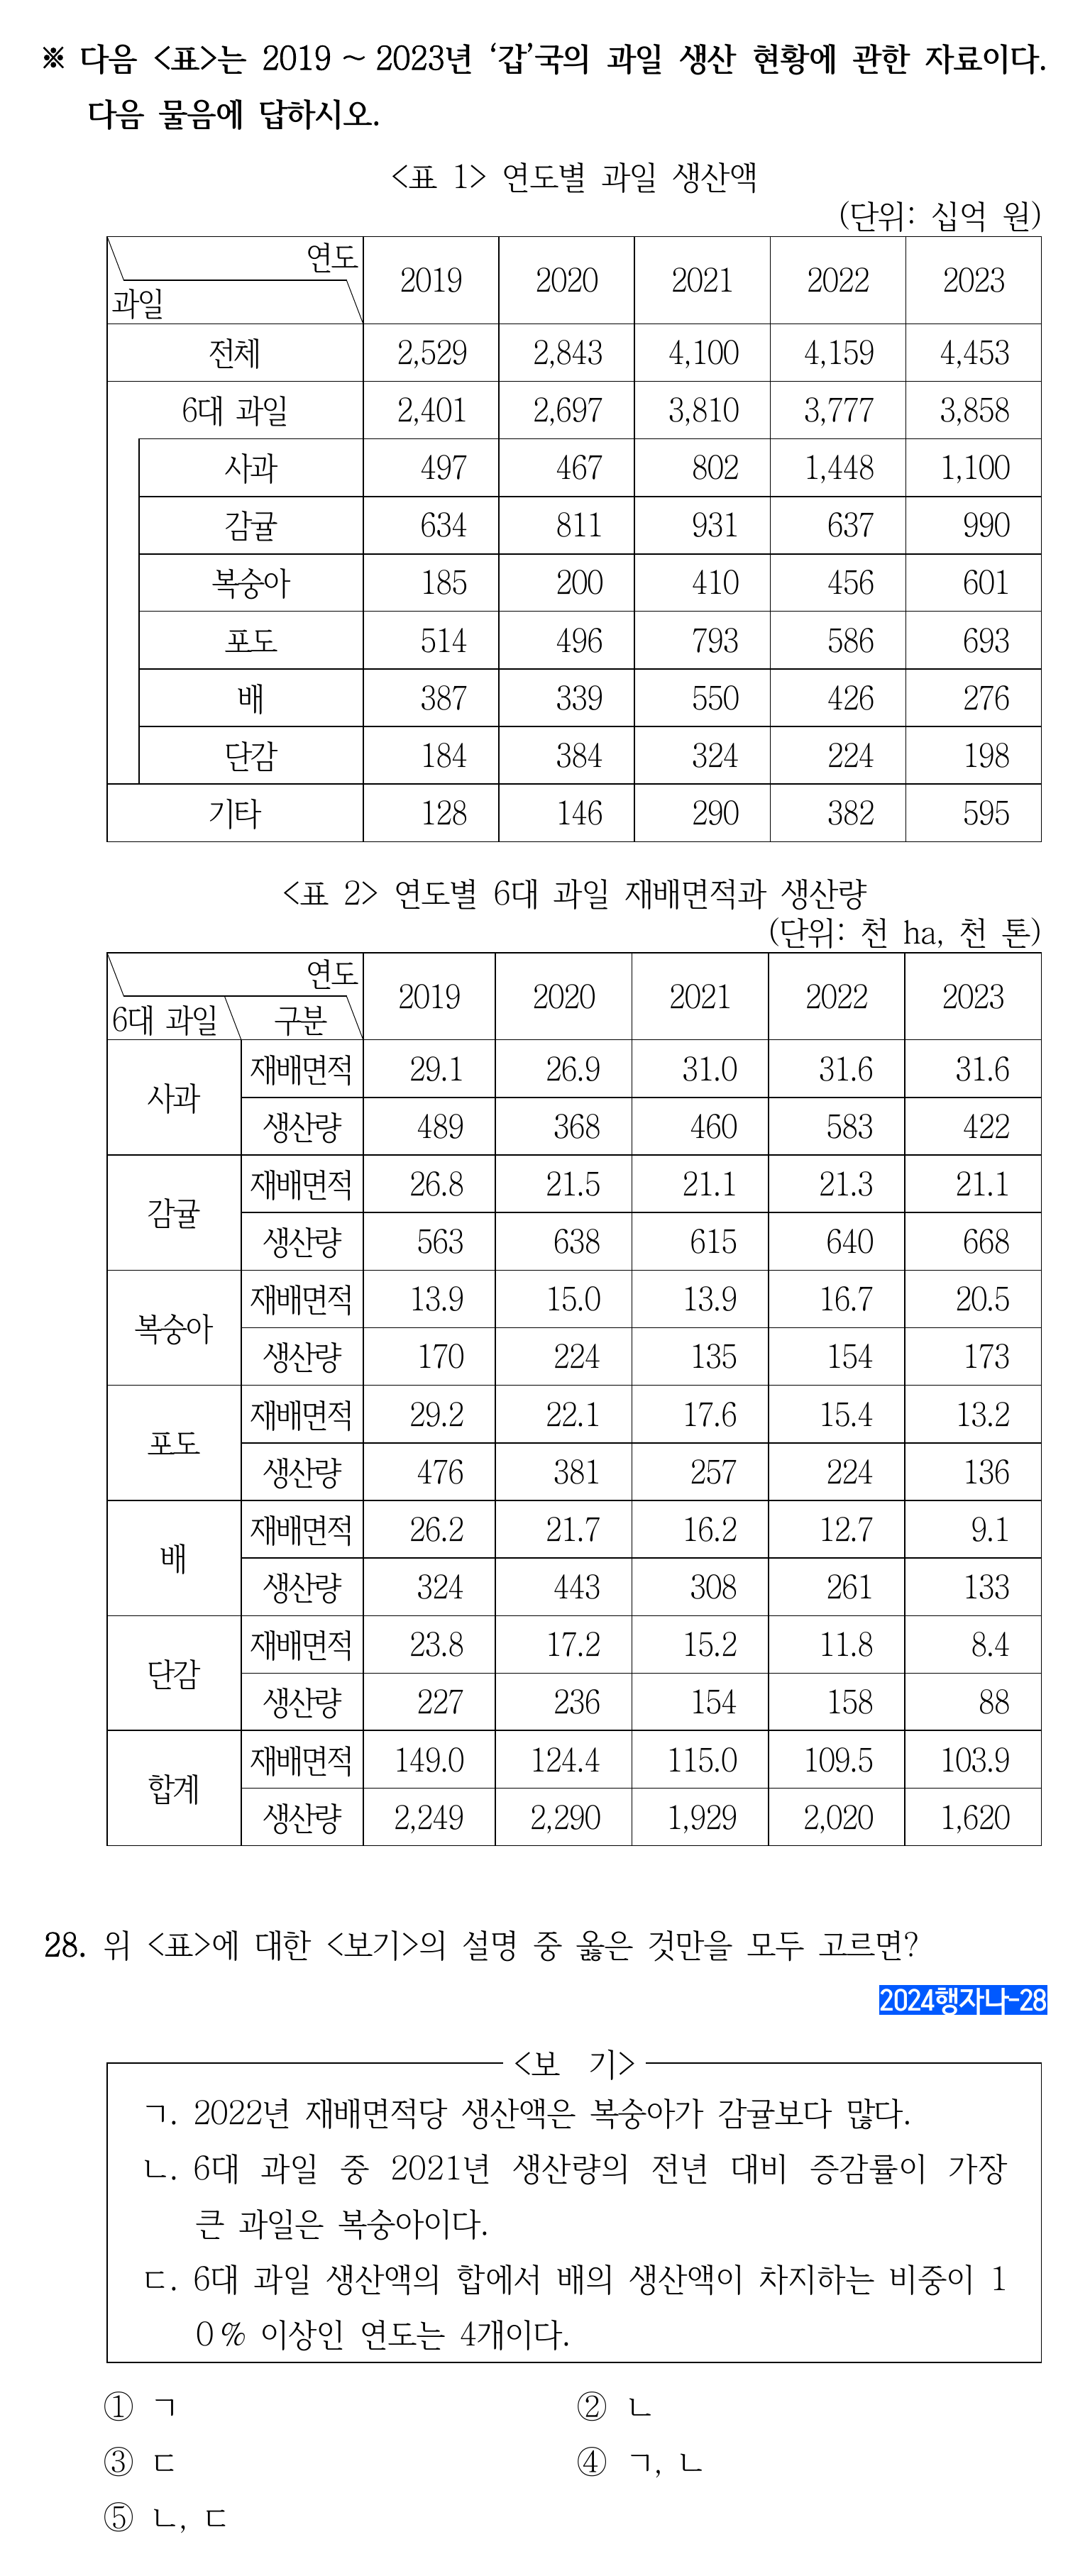 ※ 다음 <표>는 2019 ~ 2023년 ‘갑’국의 과일 생산 현황에 관한 자료이다.
다음 물음에 답하시오.
<표 1> 연도별 과일 생산액
(단위: 십억 원)
연도 2019 2020 2021 2022 2023
과일
전체 2,529 2,843 4,100 4,159 4,453
6대 과일 2,401 2,697 3,810 3,777 3,858
사과 497 467 802 1,448 1,100
감귤 634 811 931 637 990
복숭아 185 200 410 456 601
포도 514 496 793 586 693
배 387 339 550 426 276
단감 184 384 324 224 198
기타 128 146 290 382 595
<표 2> 연도별 6대 과일 재배면적과 생산량
(단위: 천 ha, 천 톤)
연도 2019 2020 2021 2022 2023
6대 과일 구분
사과 재배면적 29.1 26.9 31.0 31.6 31.6
생산량 489 368 460 583 422
감귤 재배면적 26.8 21.5 21.1 21.3 21.1
생산량 563 638 615 640 668
복숭아 재배면적 13.9 15.0 13.9 16.7 20.5
생산량 170 224 135 154 173
포도 재배면적 29.2 22.1 17.6 15.4 13.2
생산량 476 381 257 224 136
배 재배면적 26.2 21.7 16.2 12.7 9.1
생산량 324 443 308 261 133
단감 재배면적 23.8 17.2 15.2 11.8 8.4
생산량 227 236 154 158 88
합계 재배면적 149.0 124.4 115.0 109.5 103.9
생산량 2,249 2,290 1,929 2,020 1,620
28. 위 <표>에 대한 <보기>의 설명 중 옳은 것만을 모두 고르면?
2024행자나-28
<보 기>
ㄱ. 2022년 재배면적당 생산액은 복숭아가 감귤보다 많다.
ㄴ. 6대 과일 중 2021년 생산량의 전년 대비 증감률이 가장
큰 과일은 복숭아이다.
ㄷ. 6대 과일 생산액의 합에서 배의 생산액이 차지하는 비중이 1
0% 이상인 연도는 4개이다.
① ㄱ ② ㄴ
③ ㄷ ④ ㄱ, ㄴ
⑤ ㄴ, ㄷ